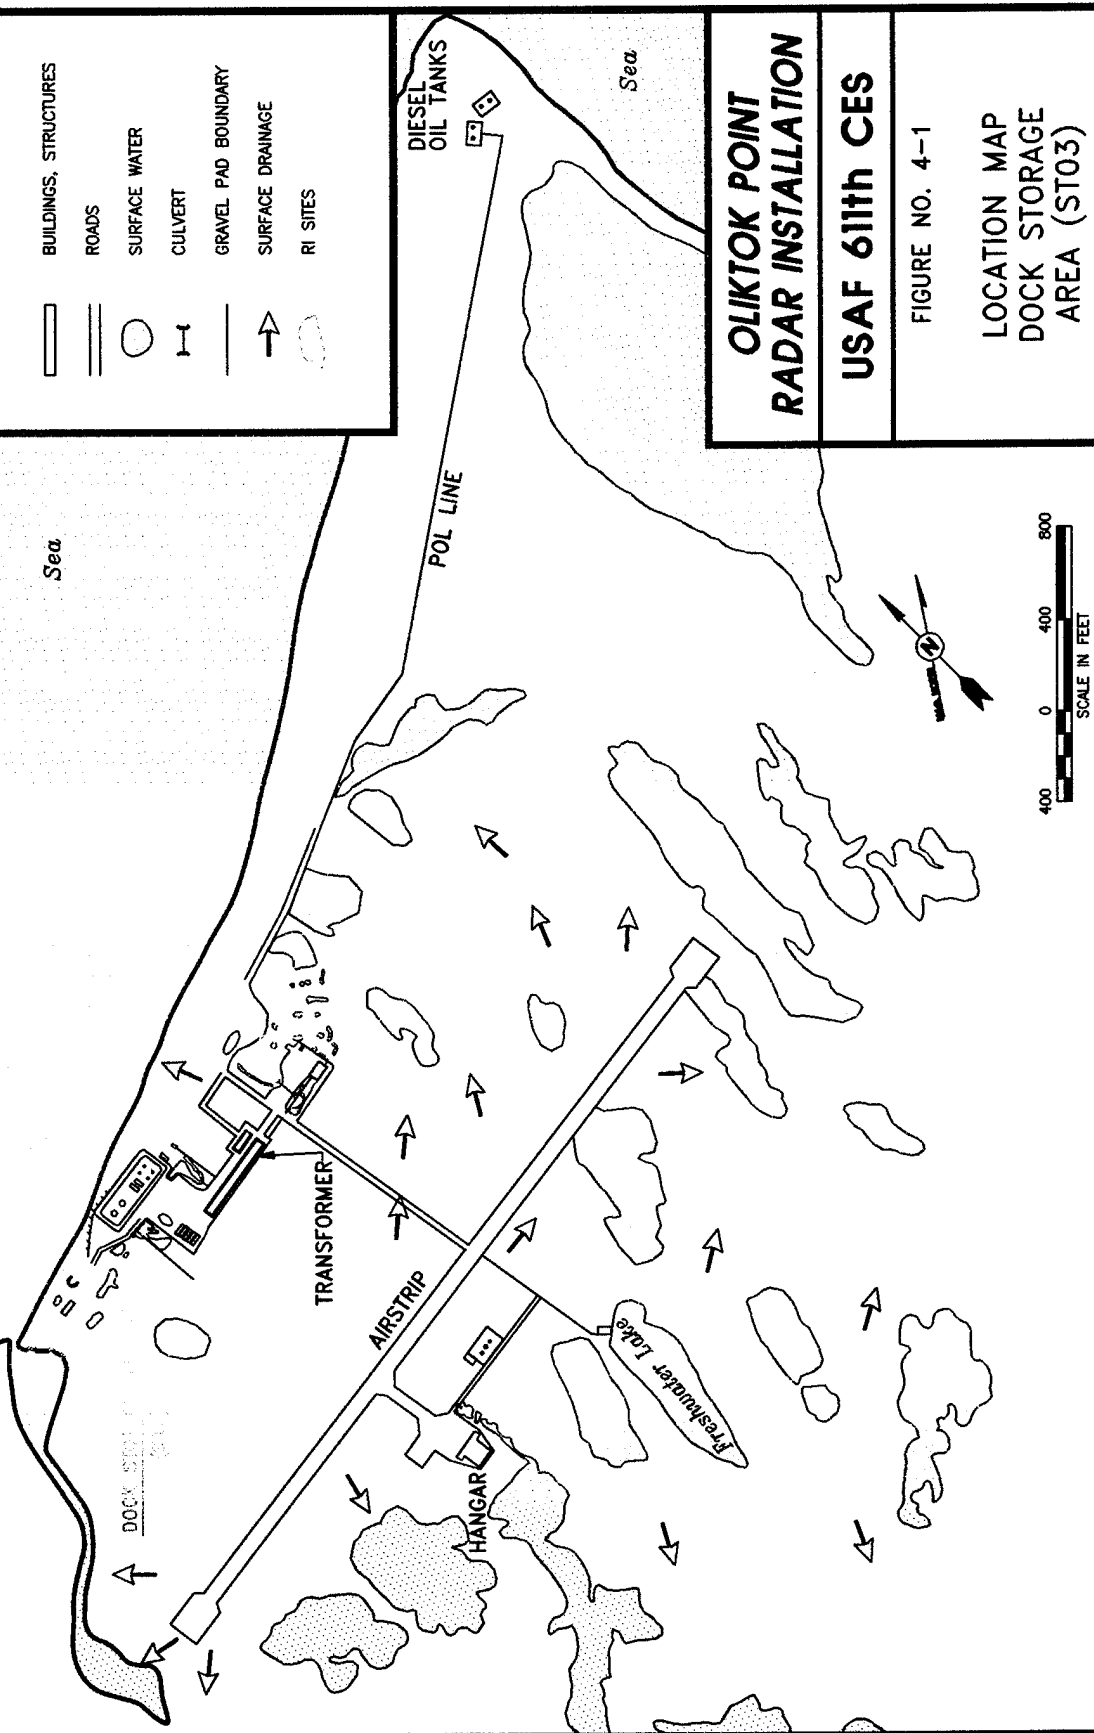 BUILDINGS, STRUCTURES
ROADS
SURFACE WATER
CULVERT
GRAVEL PAD BOUNDARY
SURFACE DRAINAGE
RI SITES
Sea
DIESEL
OIL TANKS
Sea
POL LINE
TRANSFORMER
AIRSTRIP
HANGAR
Freshwater Lake
DOCK
OLIKTOK POINT
RADAR INSTALLATION
USAF 611th CES
FIGURE NO. 4-1
LOCATION MAP
DOCK STORAGE
AREA (ST03)
N
400 0 400 800
SCALE IN FEET